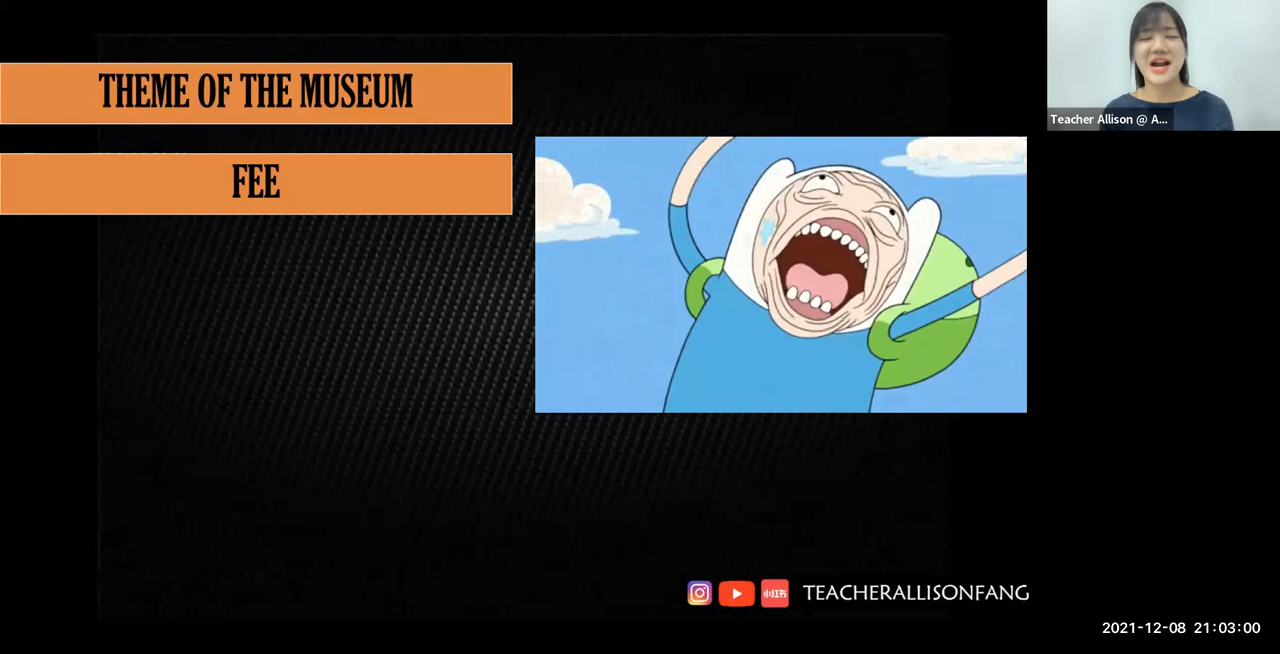 THEME OF THE MUSEUM
FEE
Teacher Allison @ A...
小红书
TEACHERALLISONFANG
2021-12-08 21:03:00